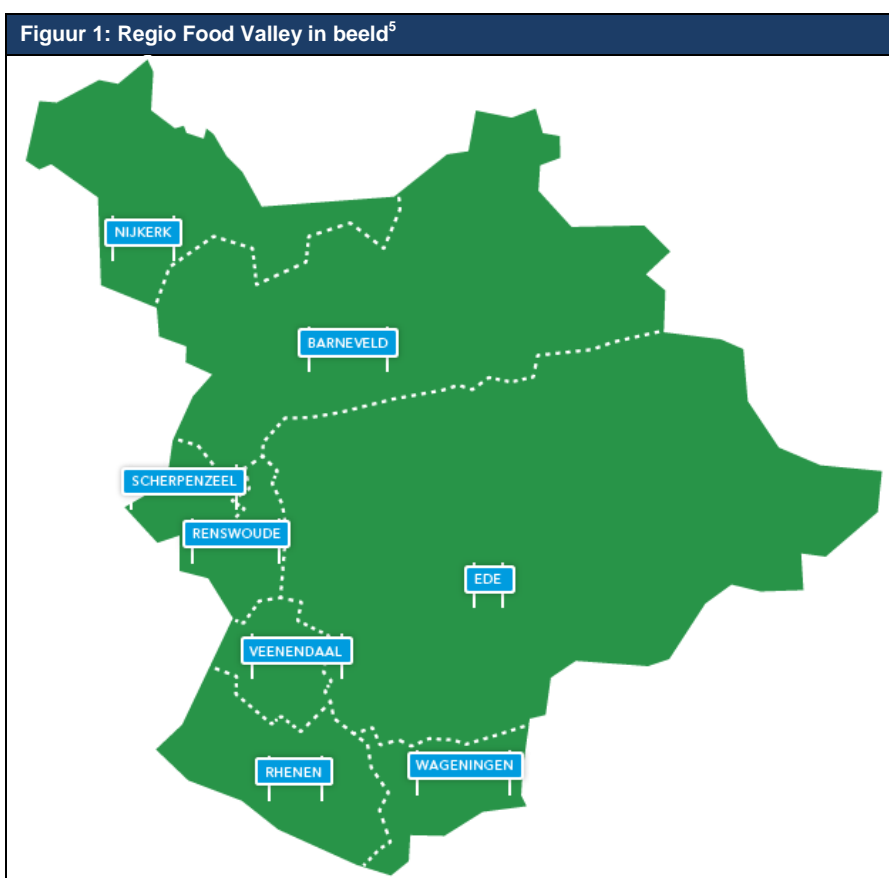 Figuur 1: Regio Food Valley in beeld5
NIJKERK
BARNEVELD
SCHERPENZEEL
RENSWOUDE
EDE
VEENENDAAL
RHENEN
WAGENINGEN